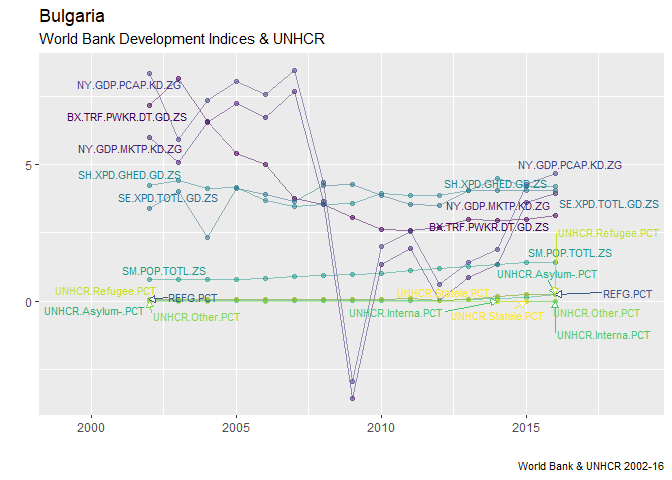 Bulgaria
World Bank Development Indices & UNHCR
NY.GDP.PCAP.KD.ZG
BX.TRF.PWKR.DT.GD.ZS
NY.GDP.MKTP.KD.ZG
SH.XPD.GHED.GD.ZS
SE.XPD.TOTL.GD.ZS
SM.POP.TOTL.ZS
UNHCR.Refugee.PCT
REFG.PCT
UNHCR.Asylum-.PCT
UNHCR.Other.PCT
NY.GDP.PCAP.KD.ZG
SH.XPD.GHED.GD.ZS
SE.XPD.TOTL.GD.ZS
NY.GDP.MKTP.KD.ZG
BX.TRF.PWKR.DT.GD.ZS
UNHCR.Refugee.PCT
SM.POP.TOTL.ZS
UNHCR.Asylum-.PCT
UNHCR.Statele.PCT
REFG.PCT
UNHCR.Interna.PCT
UNHCR.Statele.PCT
UNHCR.Other.PCT
UNHCR.Interna.PCT
5
0
2000
2005
2010
2015
World Bank & UNHCR 2002-16